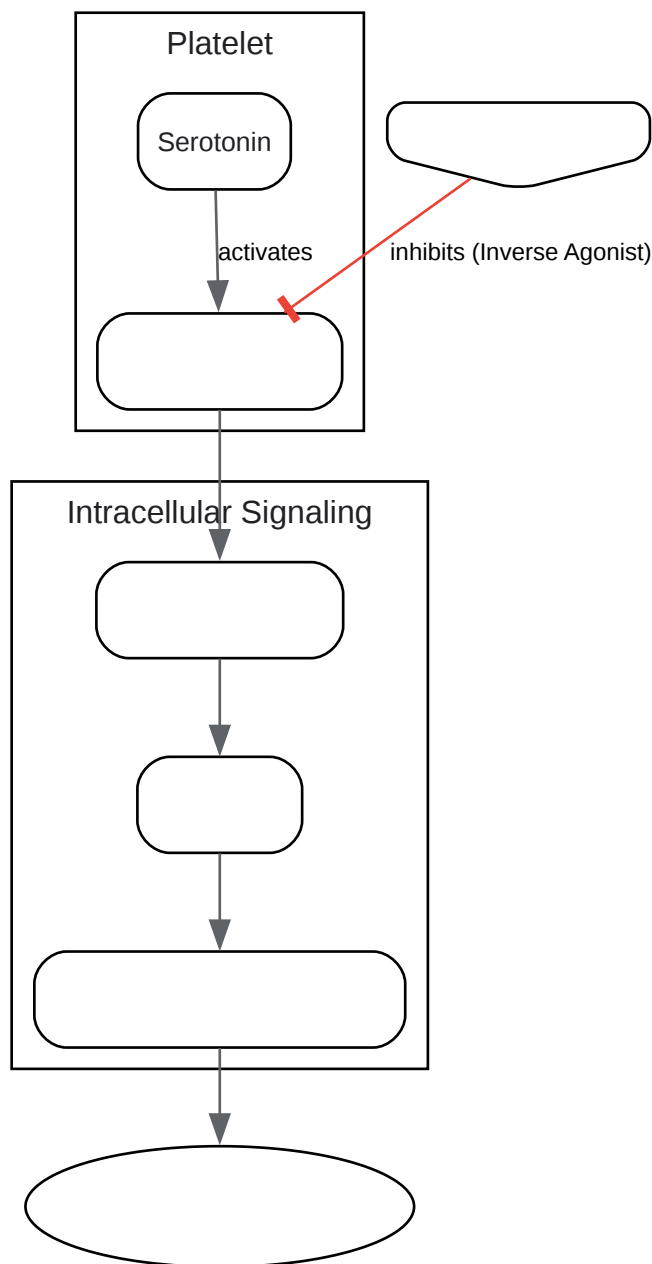 Platelet
Serotonin
activates
inhibits (Inverse Agonist)
Intracellular Signaling